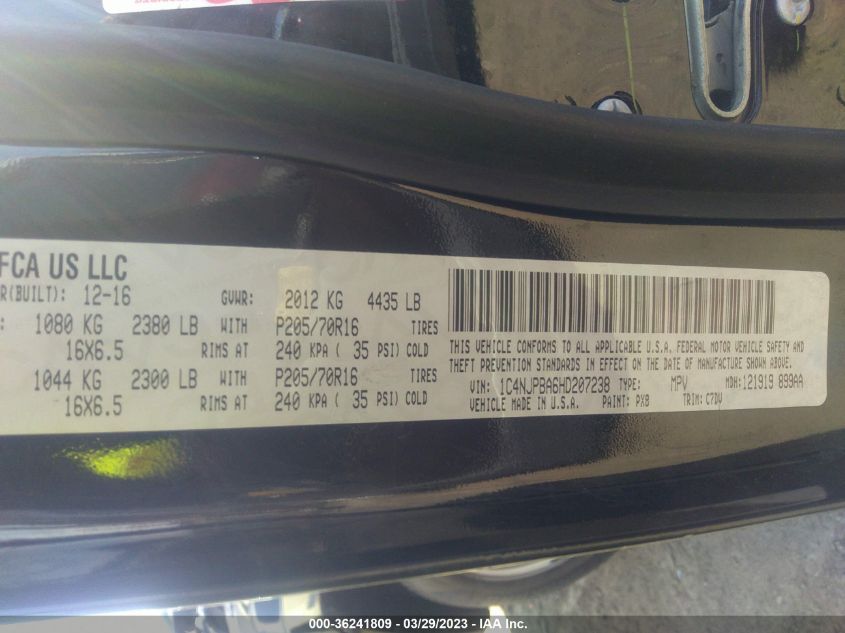 FCA US LLC
R(BUILT): 12-16 GVWR: 2012 KG 4435 LB
: 1080 KG 2380 LB WITH P205/70R16 TIRES
16X6.5 RIMS AT 240 KPA ( 35 PSI) COLD
1044 KG 2300 LB WITH P205/70R16 TIRES
16X6.5 RIMS AT 240 KPA ( 35 PSI) COLD
THIS VEHICLE CONFORMS TO ALL APPLICABLE U.S.A. FEDERAL MOTOR VEHICLE SAFETY AND
THEFT PREVENTION STANDARDS IN EFFECT ON THE DATE OF MANUFACTURE SHOWN ABOVE.
VIN: 1C4NJPBA6HD207238 TYPE: MPV MDH: 121919 899AA
VEHICLE MADE IN U.S.A. PAINT: PXB TRIM: C7DV
000-36241809 - 03/29/2023 - IAA Inc.